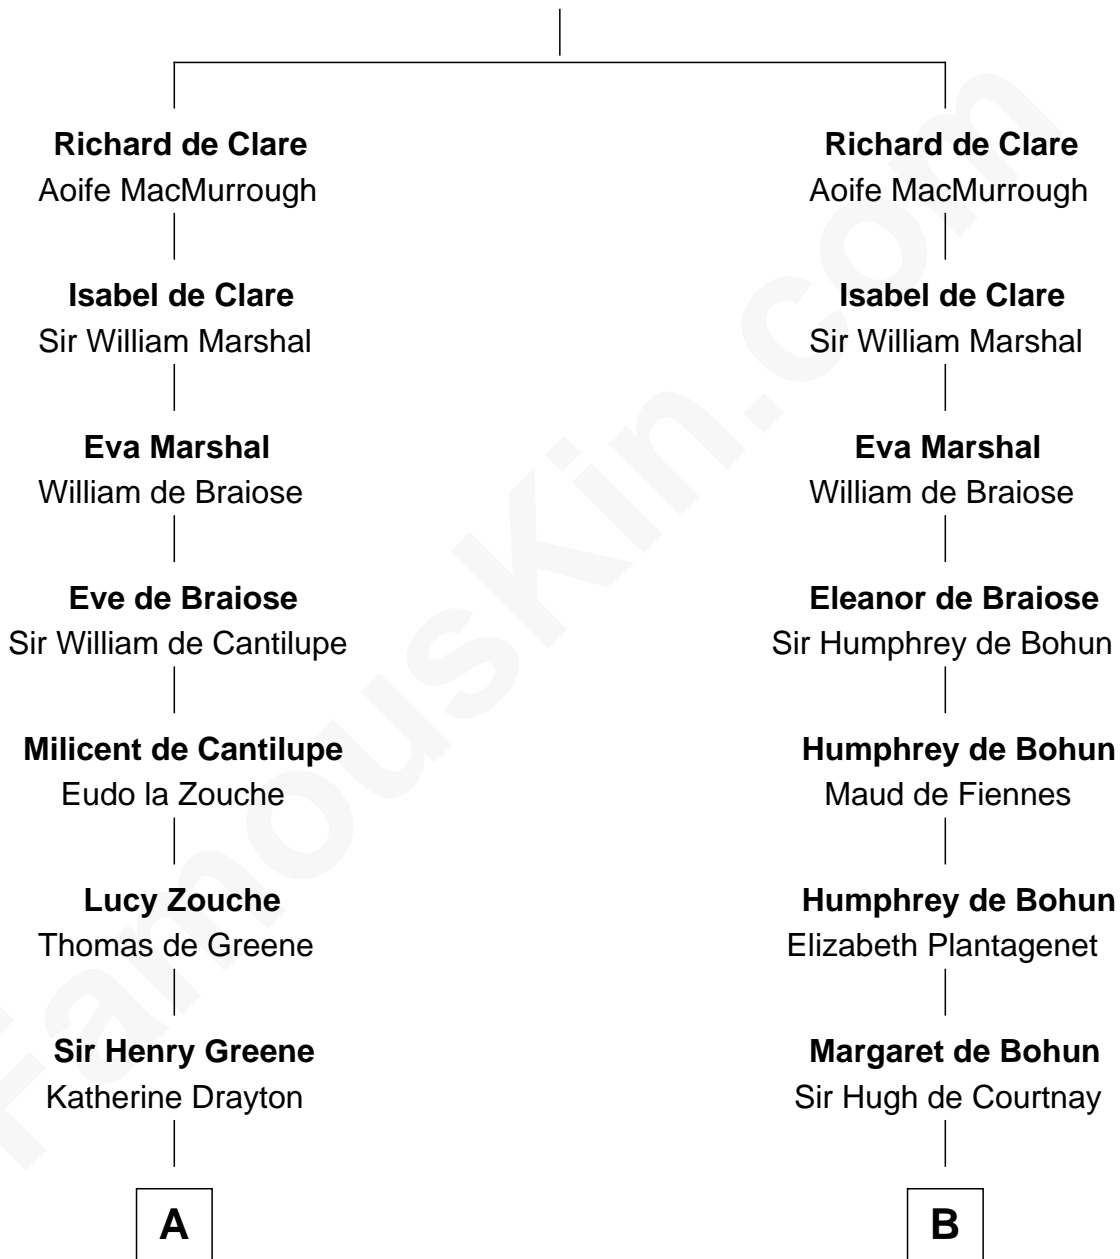 Richard de Clare
Aoife MacMurrough
Isabel de Clare
Sir William Marshal
Eva Marshal
William de Braiose
Eve de Braiose
Sir William de Cantilupe
Milicent de Cantilupe
Eudo la Zouche
Lucy Zouche
Thomas de Greene
Sir Henry Greene
Katherine Drayton
A
Richard de Clare
Aoife MacMurrough
Isabel de Clare
Sir William Marshal
Eva Marshal
William de Braiose
Eleanor de Braiose
Sir Humphrey de Bohun
Humphrey de Bohun
Maud de Fiennes
Humphrey de Bohun
Elizabeth Plantagenet
Margaret de Bohun
Sir Hugh de Courtnay
B
FamousKin.com